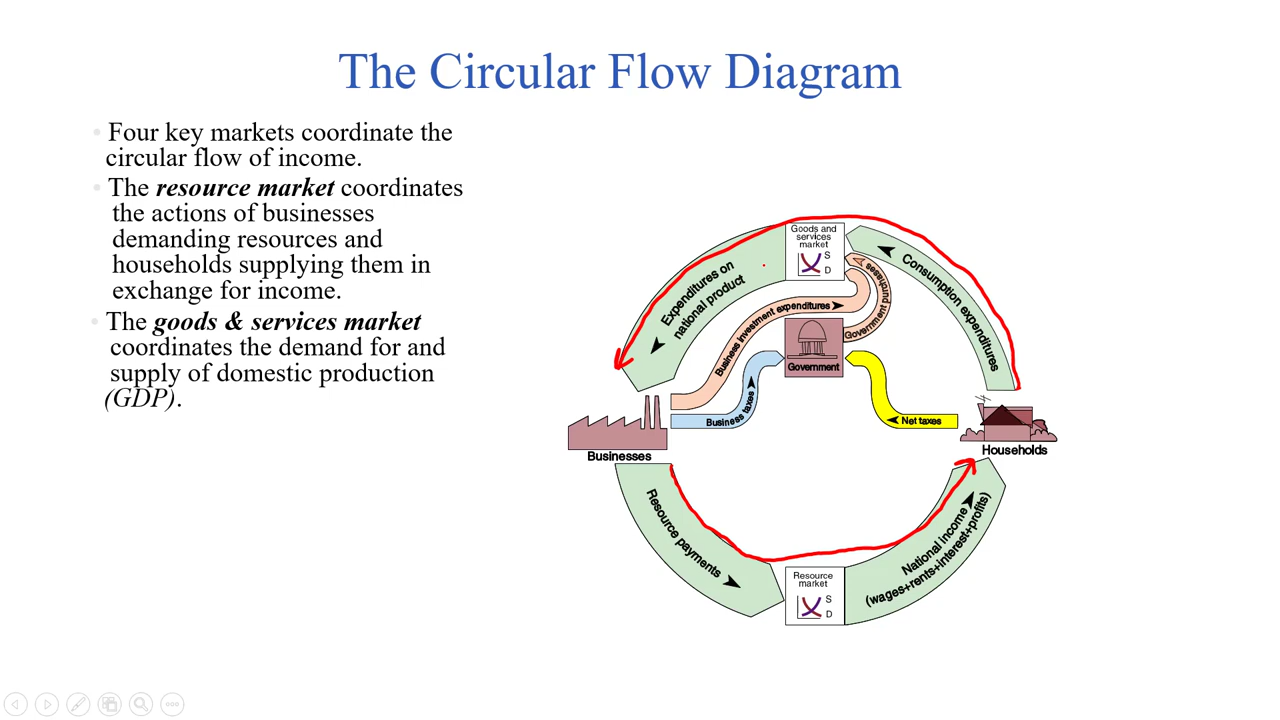 The Circular Flow Diagram
• Four key markets coordinate the
circular flow of income.
• The resource market coordinates
the actions of businesses
demanding resources and
households supplying them in
exchange for income.
• The goods & services market
coordinates the demand for and
supply of domestic production
(GDP).
Goods and
services
market
S
D
Expenditures on
national product
Consumption expenditures
Business investment expenditures
Government purchases
Government
Business taxes
Net taxes
Businesses
Households
Resource payments
Resource
market
S
D
National income
(wages+rents+interest+profits)